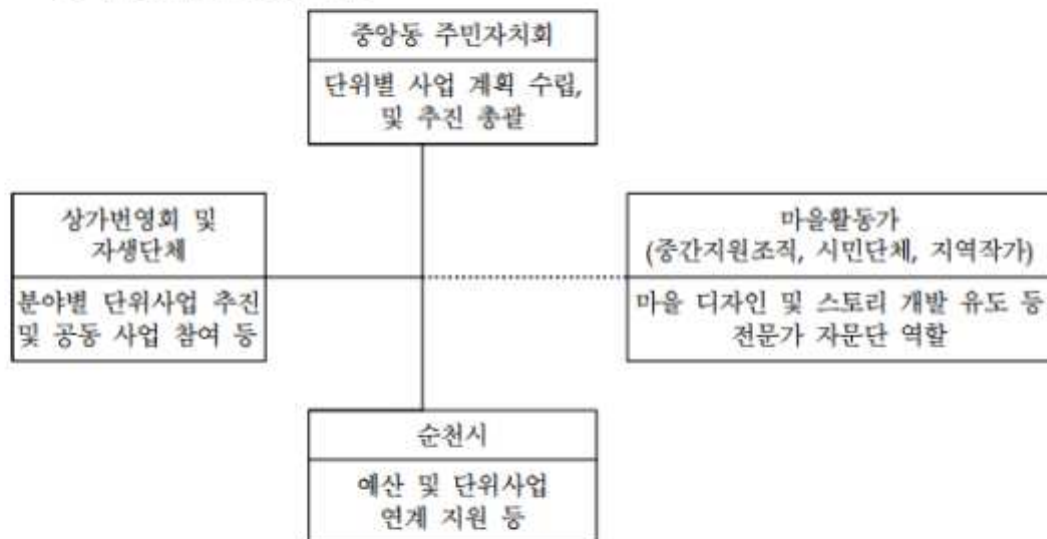 중앙동 주민자치회
단위별 사업 계획 수립,
및 추진 총괄
상가번영회 및
자생단체
분야별 단위사업 추진
및 공동 사업 참여 등
마을활동가
(중간지원조직, 시민단체, 지역작가)
마을 디자인 및 스토리 개발 유도 등
전문가 자문단 역할
순천시
예산 및 단위사업
연계 지원 등